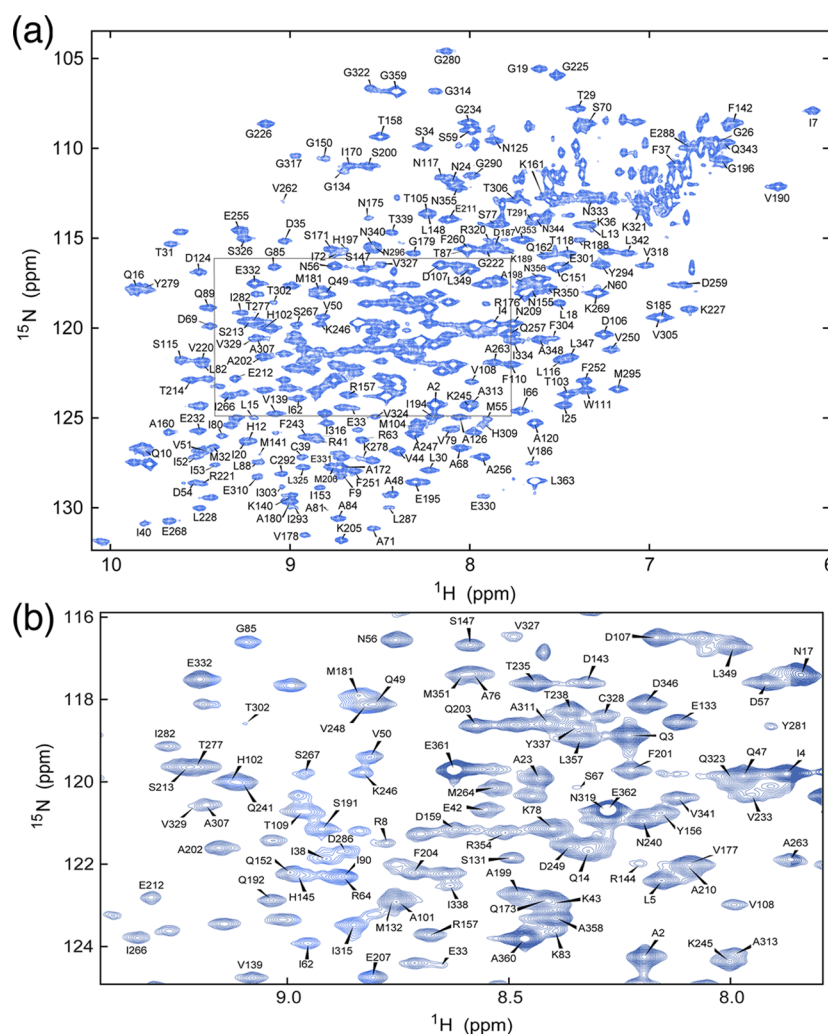 (a)
105
110
115
120
125
130
15N (ppm)
G280
G19
G225
G322
G359
G314
T29
S70
F142
I7
G226
T158
G234
S34
S59
N125
E288
G26
F37
Q343
G196
G317
G150
I170
S200
G134
N117
N24
G290
K161
V190
V262
N355
E211
T306
N175
T105
L148
S77
T291
N344
N333
K36
K321
L13
E255
D35
S171
H197
T339
N340
F260
R320
D187
V353
T118
R188
L342
T31
S326
I72
N296
G179
T87
Q162
D124
G85
N56
S147
V327
G222
K189
N356
E301
Y294
V318
Q16
Y279
E332
M181
Q49
D107
L349
A198
C151
N60
D259
Q89
I282
T302
T277
S267
V50
R176
N155
R350
K269
K227
D69
S213
H102
K246
I4
N209
L18
S185
V329
A307
Q257
F304
D106
V305
S115
V220
L82
A202
A263
I334
A348
L347
V250
T214
E212
R157
V108
F110
L116
F252
M295
I266
V139
I62
A2
K245
A313
I66
T103
W111
L15
I194
M55
I25
E232
I80
H12
I316
E33
V324
M104
H309
A120
A160
F243
R63
V79
A126
V51
M32
I20
M141
C39
R41
K278
A247
V186
Q10
I52
I53
L88
C292
L325
E331
M206
A172
V44
L30
A68
A256
D54
R221
E310
I303
I153
F251
F9
A48
E195
L363
K140
L228
A180
I293
A81
A84
L287
E330
I40
E268
V178
K205
A71
10
9
8
7
6
1H (ppm)
(b)
116
118
120
122
124
15N (ppm)
G85
N56
S147
V327
D107
N17
L349
E332
M181
Q49
M351
A76
T235
D143
D57
T302
V248
T238
C328
D346
Q203
A311
E133
Y281
I282
T277
H102
S267
V50
Y337
L357
Q3
E361
A23
F201
Q323
Q47
I4
S213
K246
M264
S67
Q241
E42
N319
E362
V233
V329
A307
T109
S191
R8
D159
K78
V341
A202
D286
R354
N240
Y156
I38
I90
F204
S131
D249
Q14
V177
A263
Q152
R144
Q192
H145
R64
I338
A199
L5
A210
E212
Q173
K43
V108
M132
A101
A358
I266
I315
R157
E33
A2
K245
A313
V139
I62
E207
A360
K83
9.0
8.5
8.0
1H (ppm)